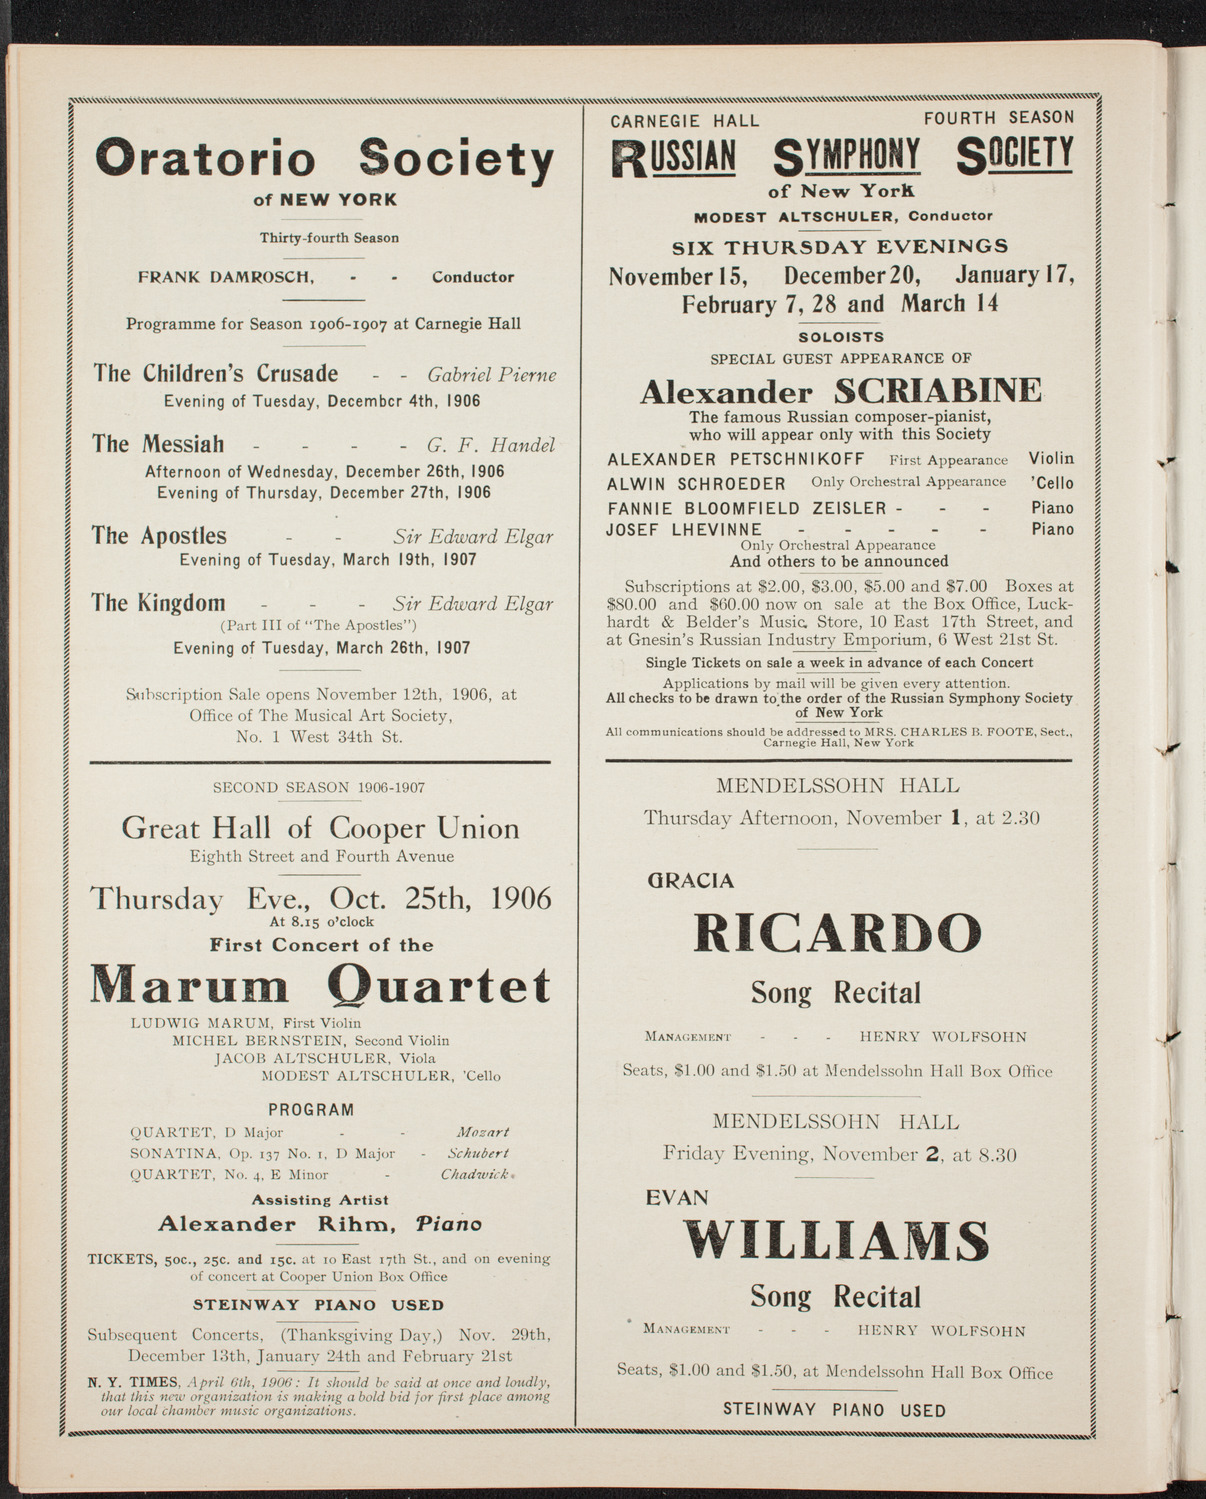 Oratorio Society
of NEW YORK
Thirty-fourth Season
FRANK DAMROSCH, - - Conductor
Programme for Season 1906-1907 at Carnegie Hall
The Children's Crusade - - Gabriel Pierne
Evening of Tuesday, December 4th, 1906
The Messiah - - - - G. F. Handel
Afternoon of Wednesday, December 26th, 1906
Evening of Thursday, December 27th, 1906
The Apostles - - Sir Edward Elgar
Evening of Tuesday, March 19th, 1907
The Kingdom - - - Sir Edward Elgar
(Part III of "The Apostles")
Evening of Tuesday, March 26th, 1907
Subscription Sale opens November 12th, 1906, at
Office of The Musical Art Society,
No. 1 West 34th St.
SECOND SEASON 1906-1907
Great Hall of Cooper Union
Eighth Street and Fourth Avenue
Thursday Eve., Oct. 25th, 1906
At 8.15 o'clock
First Concert of the
Marum Quartet
LUDWIG MARUM, First Violin
MICHEL BERNSTEIN, Second Violin
JACOB ALTSCHULER, Viola
MODEST ALTSCHULER, 'Cello
PROGRAM
QUARTET, D Major - - Mozart
SONATINA, Op. 137 No. 1, D Major - Schubert
QUARTET, No. 4, E Minor - Chadwick
Assisting Artist
Alexander Rihm, Piano
TICKETS, 50c., 25c. and 15c. at 10 East 17th St., and on evening
of concert at Cooper Union Box Office
STEINWAY PIANO USED
Subsequent Concerts, (Thanksgiving Day,) Nov. 29th,
December 13th, January 24th and February 21st
N. Y. TIMES, April 6th, 1906: It should be said at once and loudly,
that this new organization is making a bold bid for first place among
our local chamber music organizations.
CARNEGIE HALL FOURTH SEASON
RUSSIAN SYMPHONY SOCIETY
of New York
MODEST ALTSCHULER, Conductor
SIX THURSDAY EVENINGS
November 15, December 20, January 17,
February 7, 28 and March 14
SOLOISTS
SPECIAL GUEST APPEARANCE OF
Alexander SCRIABINE
The famous Russian composer-pianist,
who will appear only with this Society
ALEXANDER PETSCHNIKOFF First Appearance Violin
ALWIN SCHROEDER Only Orchestral Appearance 'Cello
FANNIE BLOOMFIELD ZEISLER - - - Piano
JOSEF LHEVINNE - - - - - Piano
Only Orchestral Appearance
And others to be announced
Subscriptions at $2.00, $3.00, $5.00 and $7.00 Boxes at
$80.00 and $60.00 now on sale at the Box Office, Luck-
hardt & Belder's Music Store, 10 East 17th Street, and
at Gnesin's Russian Industry Emporium, 6 West 21st St.
Single Tickets on sale a week in advance of each Concert
Applications by mail will be given every attention.
All checks to be drawn to the order of the Russian Symphony Society
of New York
All communications should be addressed to MRS. CHARLES B. FOOTE, Sect.,
Carnegie Hall, New York
MENDELSSOHN HALL
Thursday Afternoon, November 1, at 2.30
GRACIA
RICARDO
Song Recital
MANAGEMENT - - - HENRY WOLFSOHN
Seats, $1.00 and $1.50 at Mendelssohn Hall Box Office
MENDELSSOHN HALL
Friday Evening, November 2, at 8.30
EVAN
WILLIAMS
Song Recital
MANAGEMENT - - - HENRY WOLFSOHN
Seats, $1.00 and $1.50, at Mendelssohn Hall Box Office
STEINWAY PIANO USED